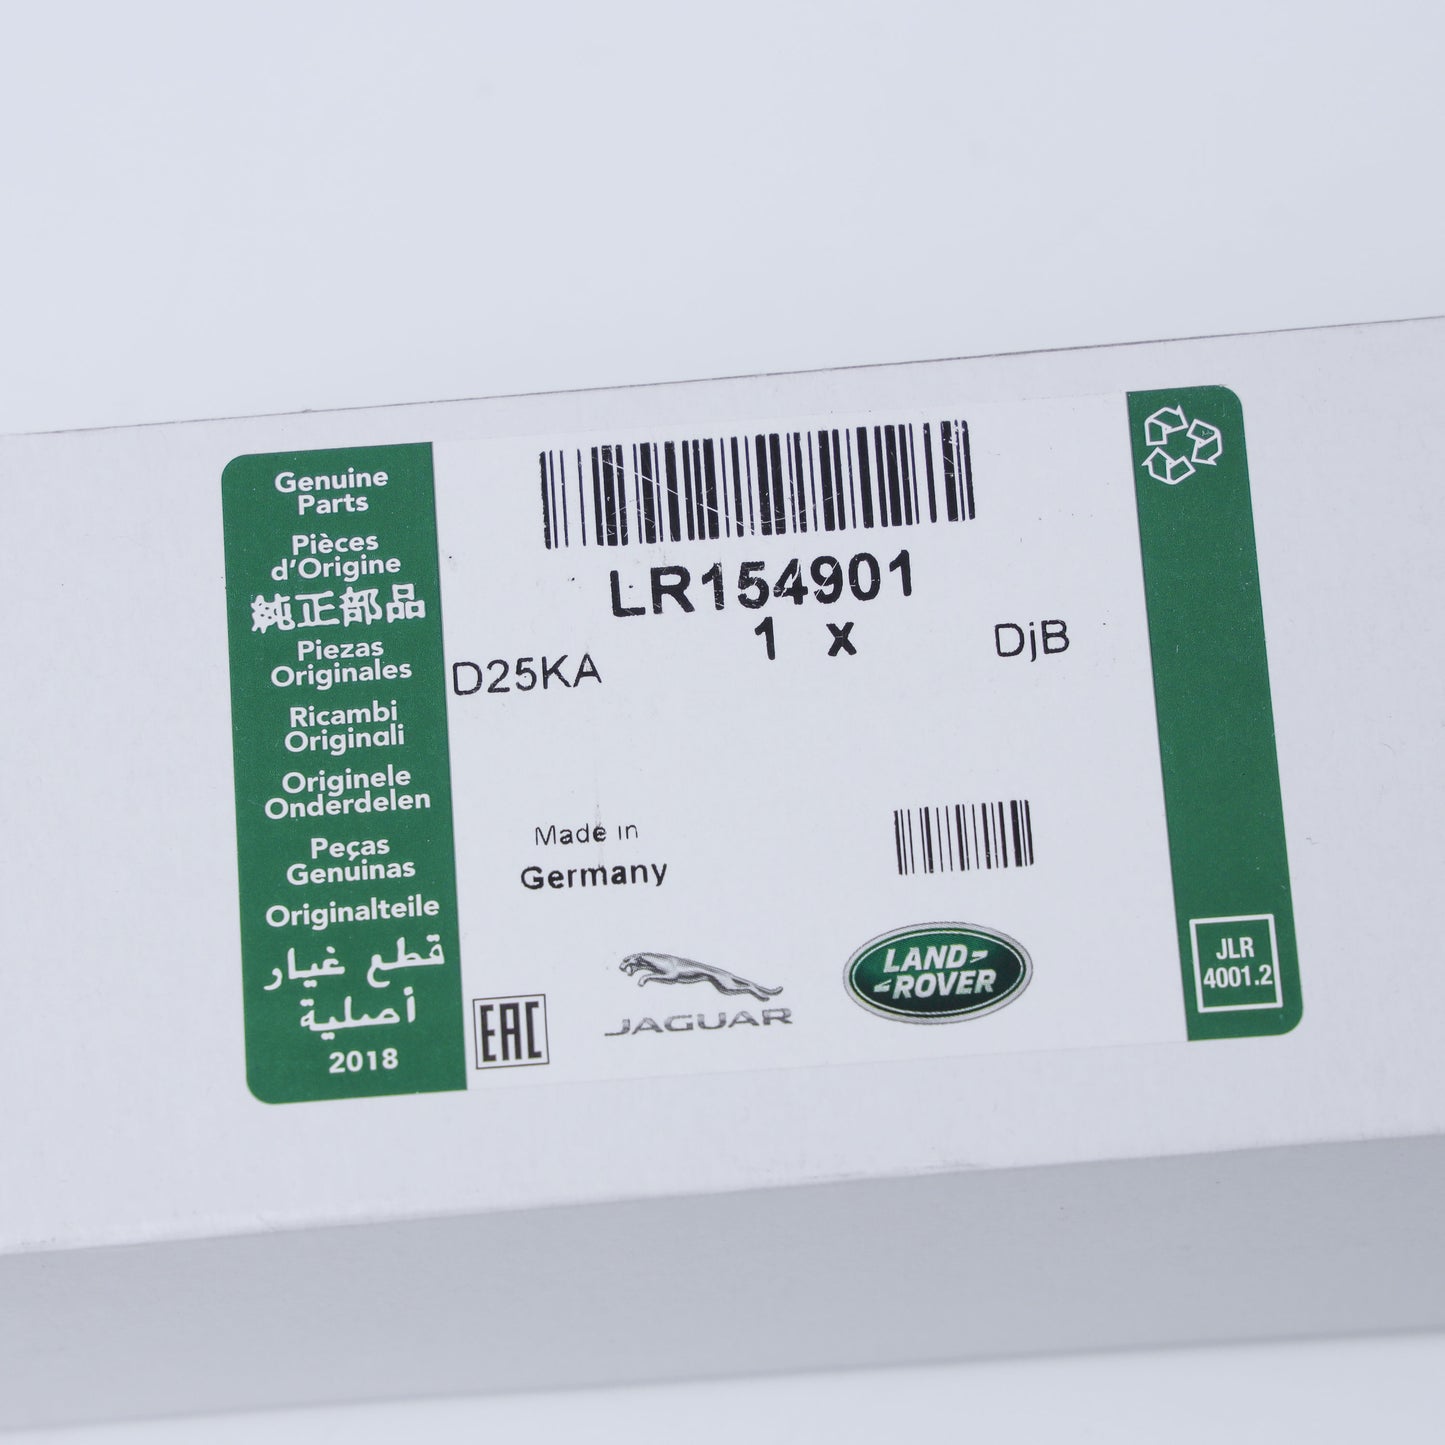 Genuine
Parts
Pièces
d'Origine
純正部品
Piezas
Originales
Ricambi
Originali
Originele
Onderdelen
Peças
Genuinas
Originalteile
قطع غيار
أصلية
2018
LR154901
1 x
DjB
D25KA
Made in
Germany
EAC
JAGUAR
LAND-
-ROVER
JLR
4001.2